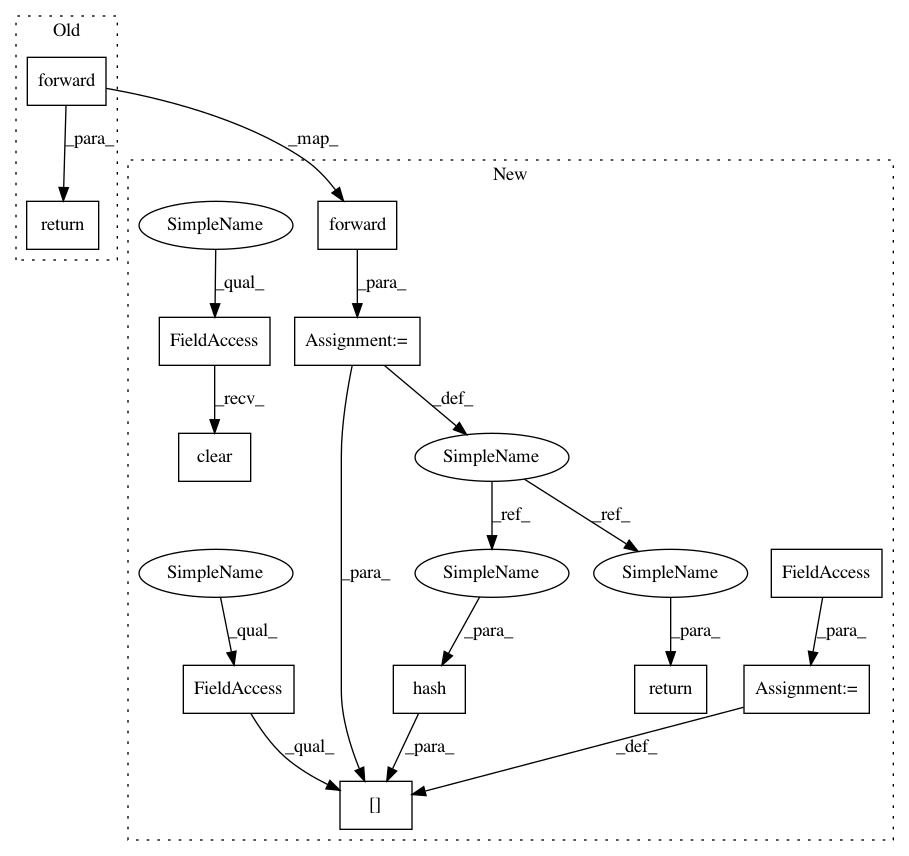 Old
forward
_para_
_map_
return
New
SimpleName
forward
_qual_
_para_
FieldAccess
Assignment:=
_recv_
_def_
clear
SimpleName
_ref_
_ref_
SimpleName
_para_
SimpleName
SimpleName
FieldAccess
_qual_
_para_
_para_
_para_
FieldAccess
hash
return
Assignment:=
_qual_
_para_
_def_
[]